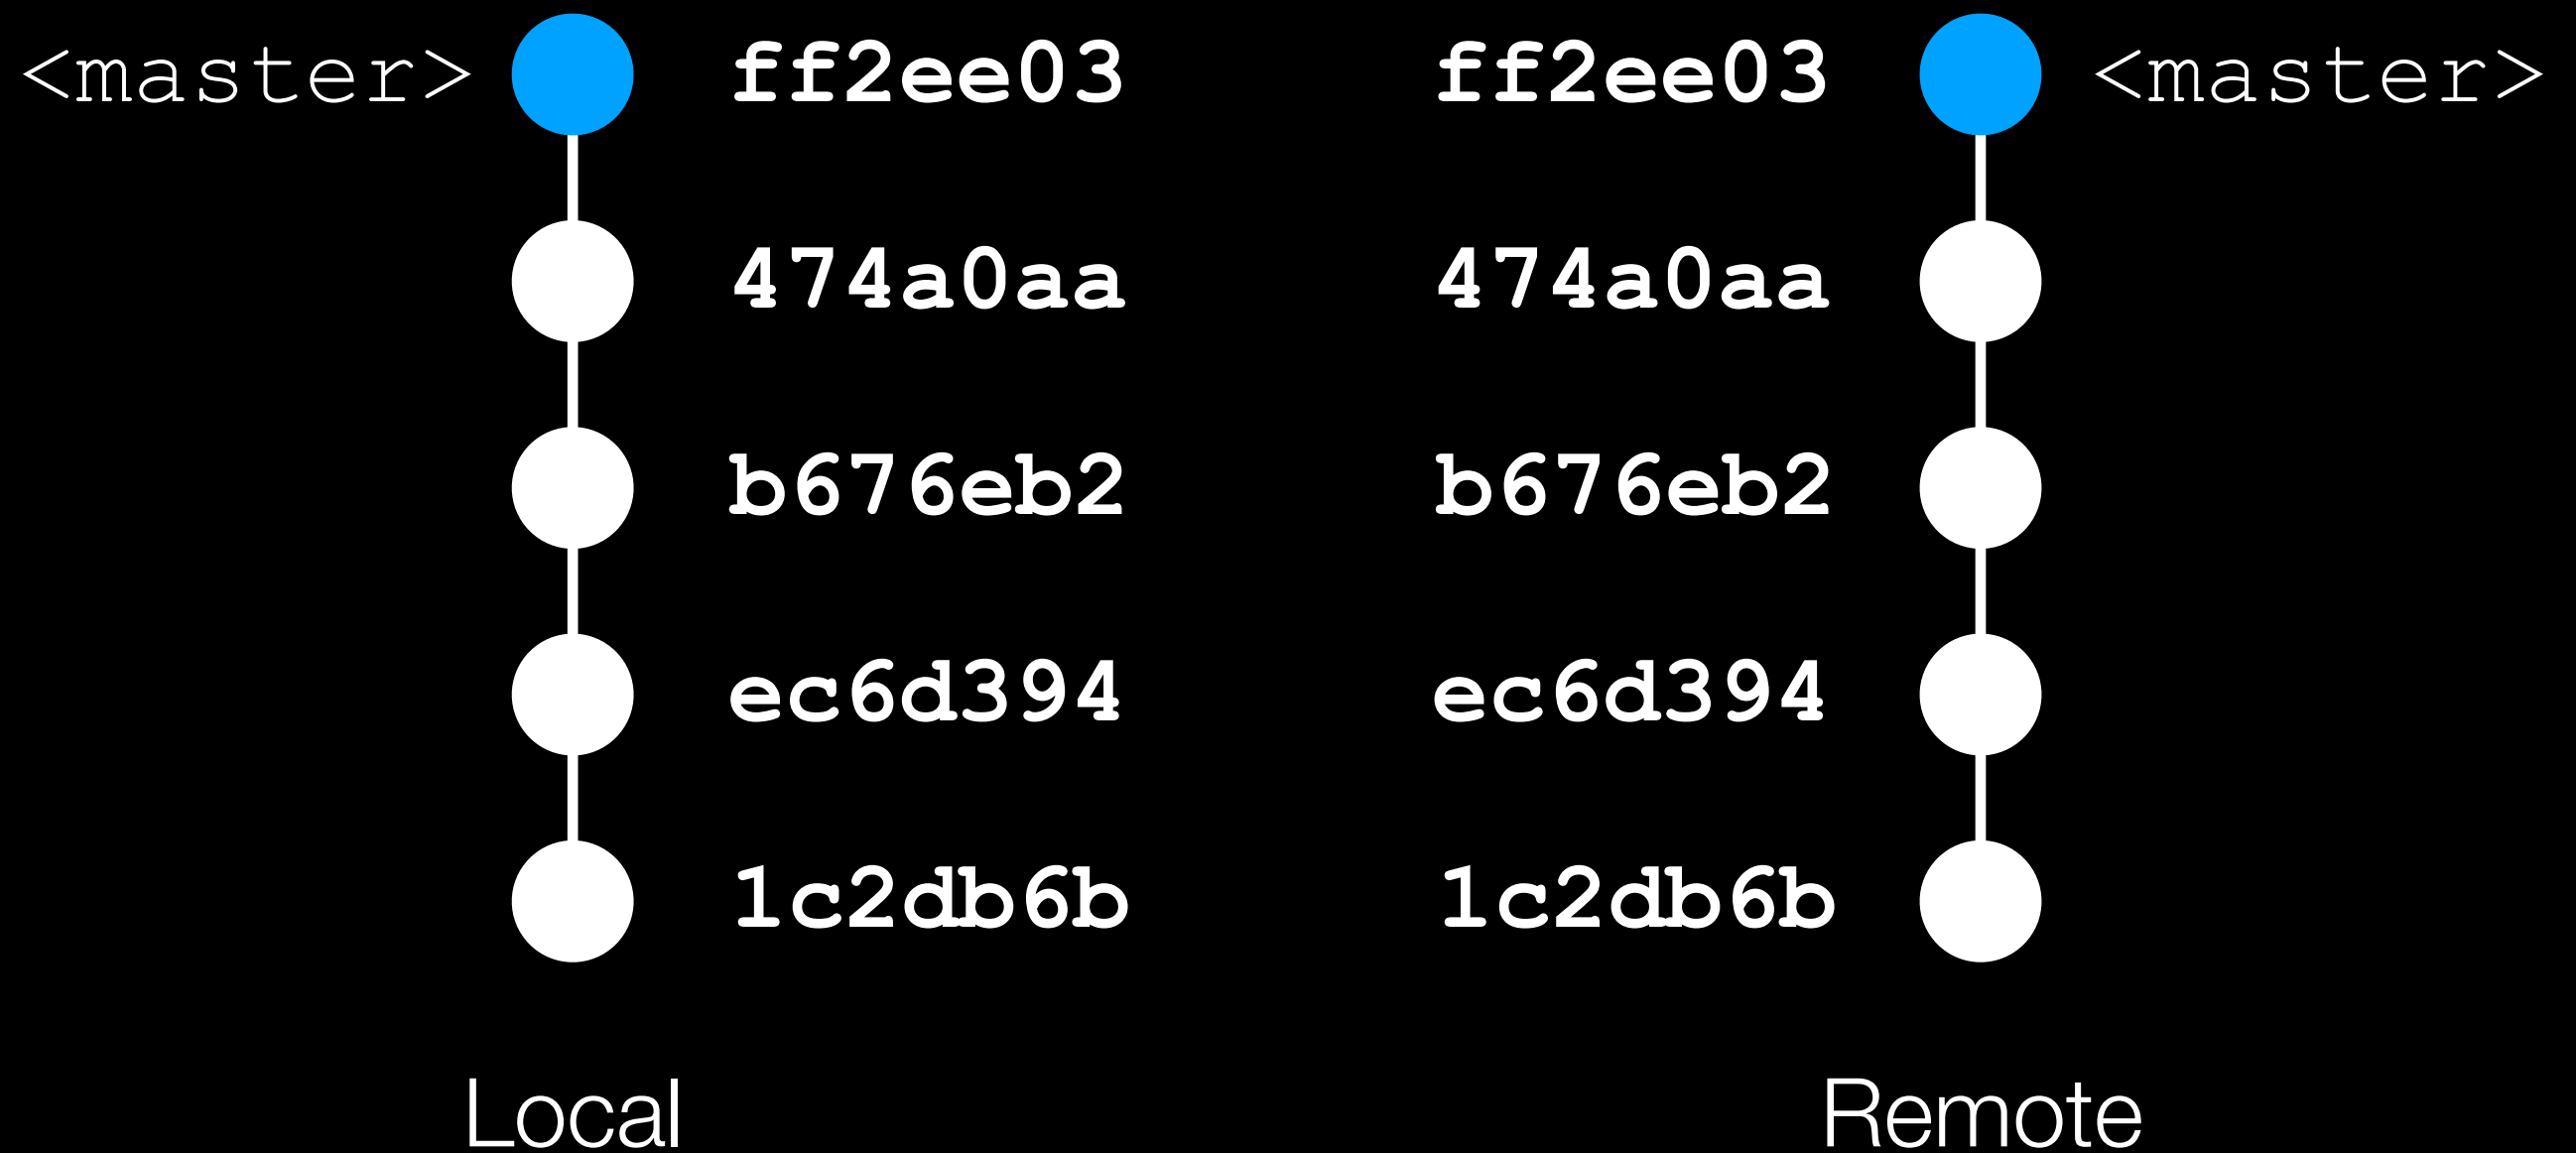 <master> ff2ee03 ff2ee03 <master>
474a0aa 474a0aa
b676eb2 b676eb2
ec6d394 ec6d394
1c2db6b 1c2db6b
Local Remote